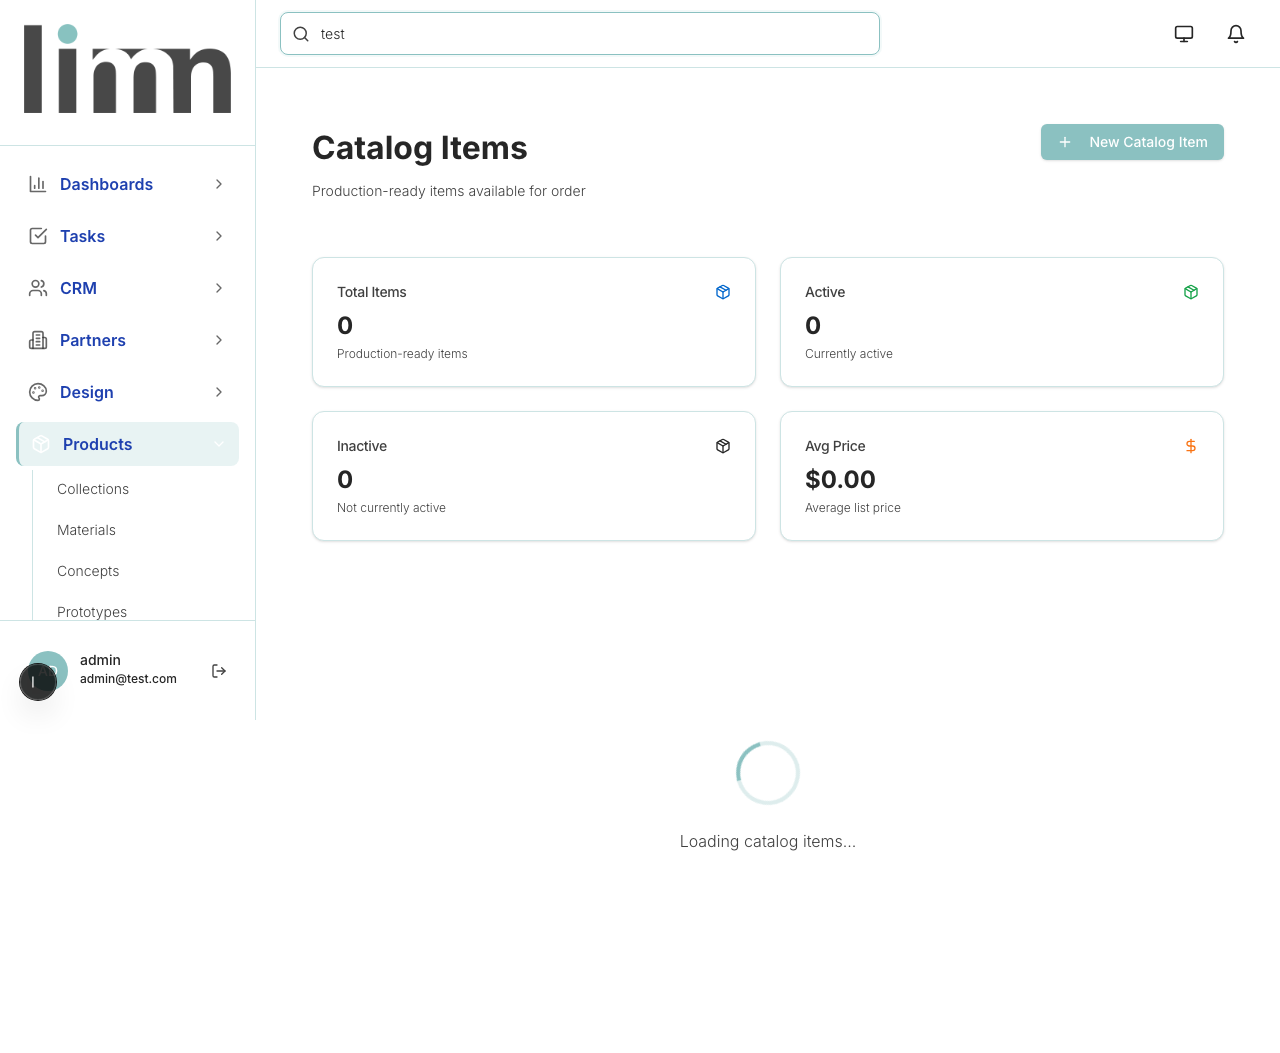 limn
test
Dashboards
Tasks
CRM
Partners
Design
Products
Collections
Materials
Concepts
Prototypes
admin
admin@test.com
Catalog Items
Production-ready items available for order
New Catalog Item
Total Items
0
Production-ready items
Active
0
Currently active
Inactive
0
Not currently active
Avg Price
$0.00
Average list price
Loading catalog items...